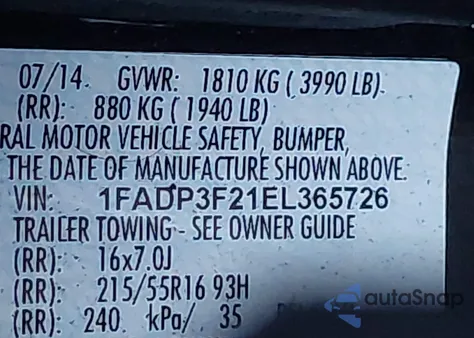 07/14. GVWR: 1810 KG ( 3990 LB).
(RR): 880 KG ( 1940 LB)
RAL MOTOR VEHICLE SAFETY, BUMPER,
THE DATE OF MANUFACTURE SHOWN ABOVE.
VIN: 1FADP3F21EL365726
TRAILER TOWING - SEE OWNER GUIDE
(RR): 16x7.0J
(RR): 215/55R16 93H
(RR): 240 kPa/ 35
autoSnap